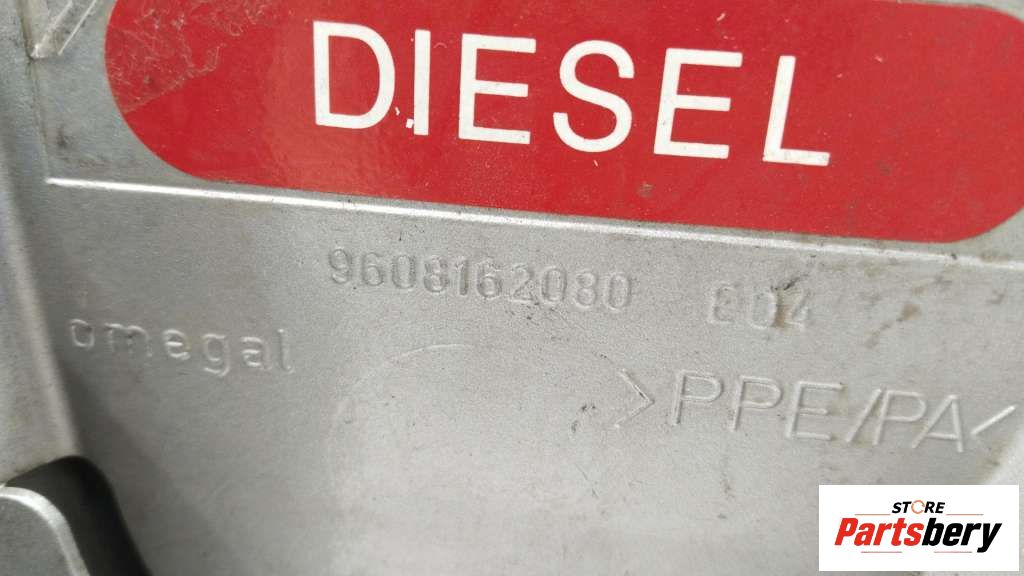 DIESEL
9608162080 E04
omegal
>PPE/PA<
STORE
Partsbery